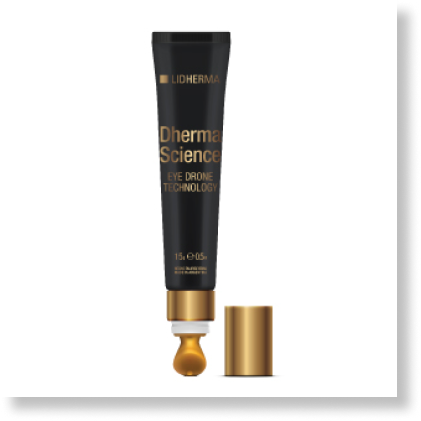 LIDHERMA
Dherma
Science
EYE DRONE
TECHNOLOGY
15g ℮ 0.5oz